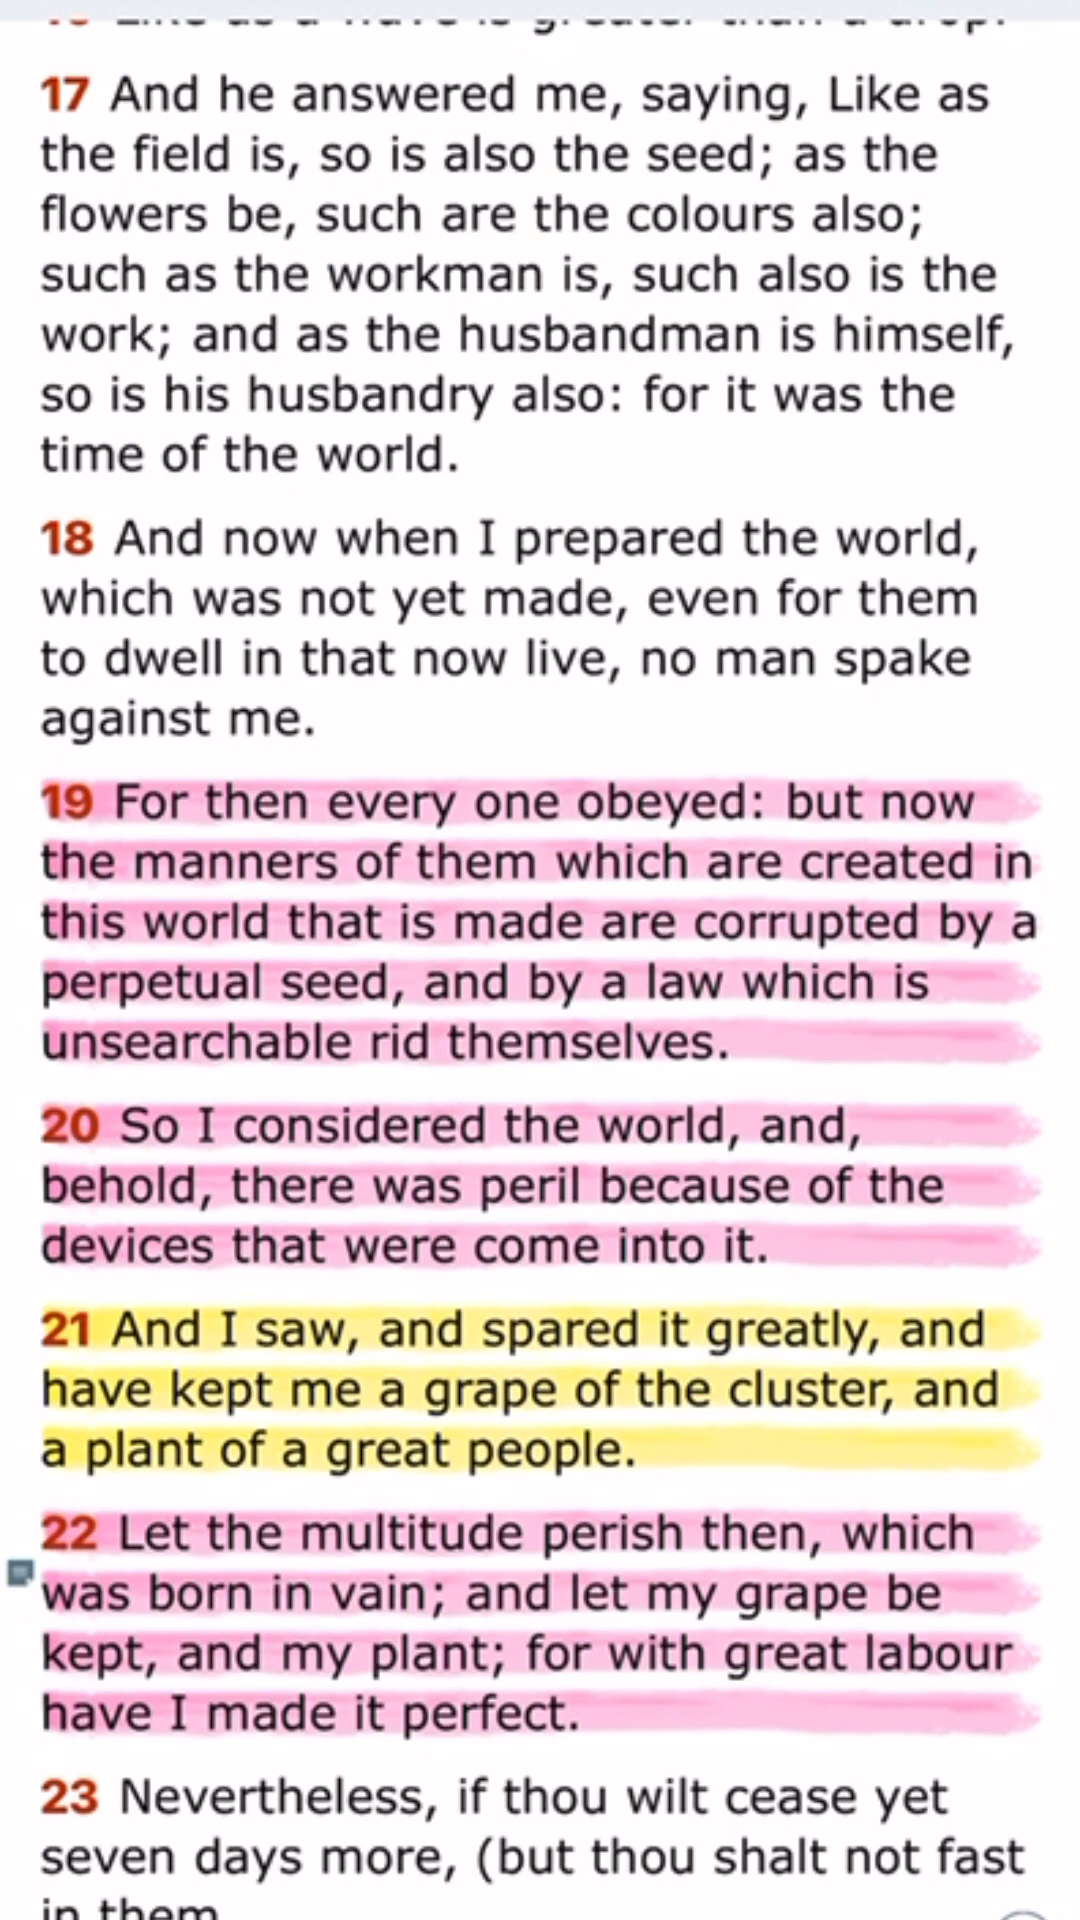 16 Like as a wave is greater than a drop.
17 And he answered me, saying, Like as
the field is, so is also the seed; as the
flowers be, such are the colours also;
such as the workman is, such also is the
work; and as the husbandman is himself,
so is his husbandry also: for it was the
time of the world.
18 And now when I prepared the world,
which was not yet made, even for them
to dwell in that now live, no man spake
against me.
19 For then every one obeyed: but now
the manners of them which are created in
this world that is made are corrupted by a
perpetual seed, and by a law which is
unsearchable rid themselves.
20 So I considered the world, and,
behold, there was peril because of the
devices that were come into it.
21 And I saw, and spared it greatly, and
have kept me a grape of the cluster, and
a plant of a great people.
22 Let the multitude perish then, which
was born in vain; and let my grape be
kept, and my plant; for with great labour
have I made it perfect.
23 Nevertheless, if thou wilt cease yet
seven days more, (but thou shalt not fast
in them